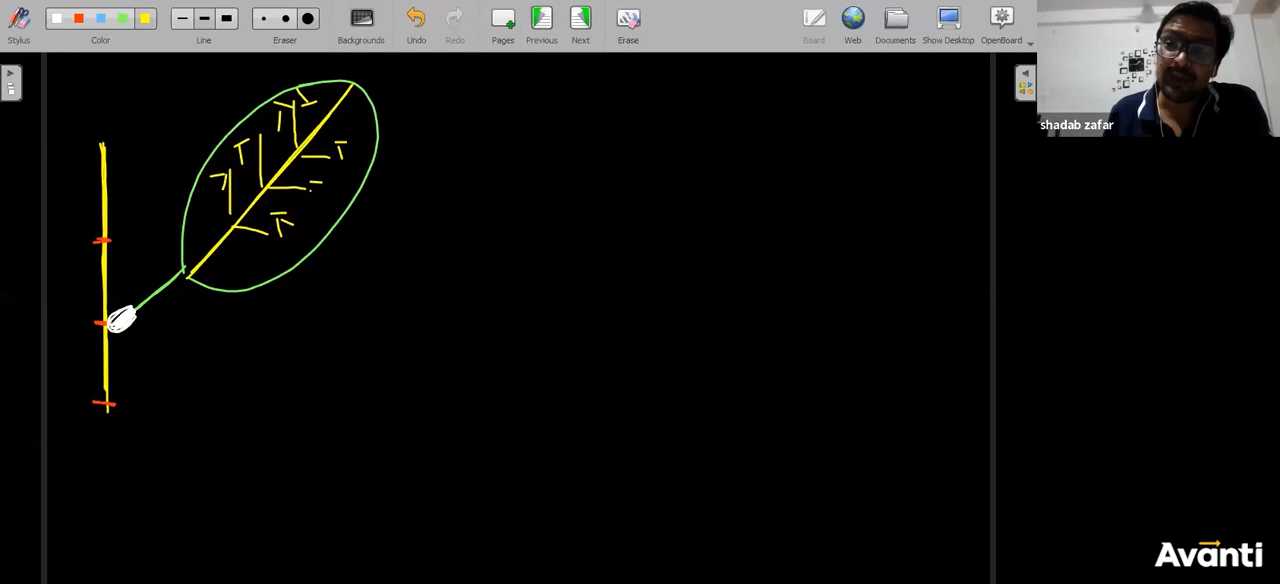 Stylus
Color
Line
Eraser
Backgrounds
Undo
Redo
Pages
Previous
Next
Erase
Board
Web
Documents
Show Desktop
OpenBoard
shadab zafar
Avanti